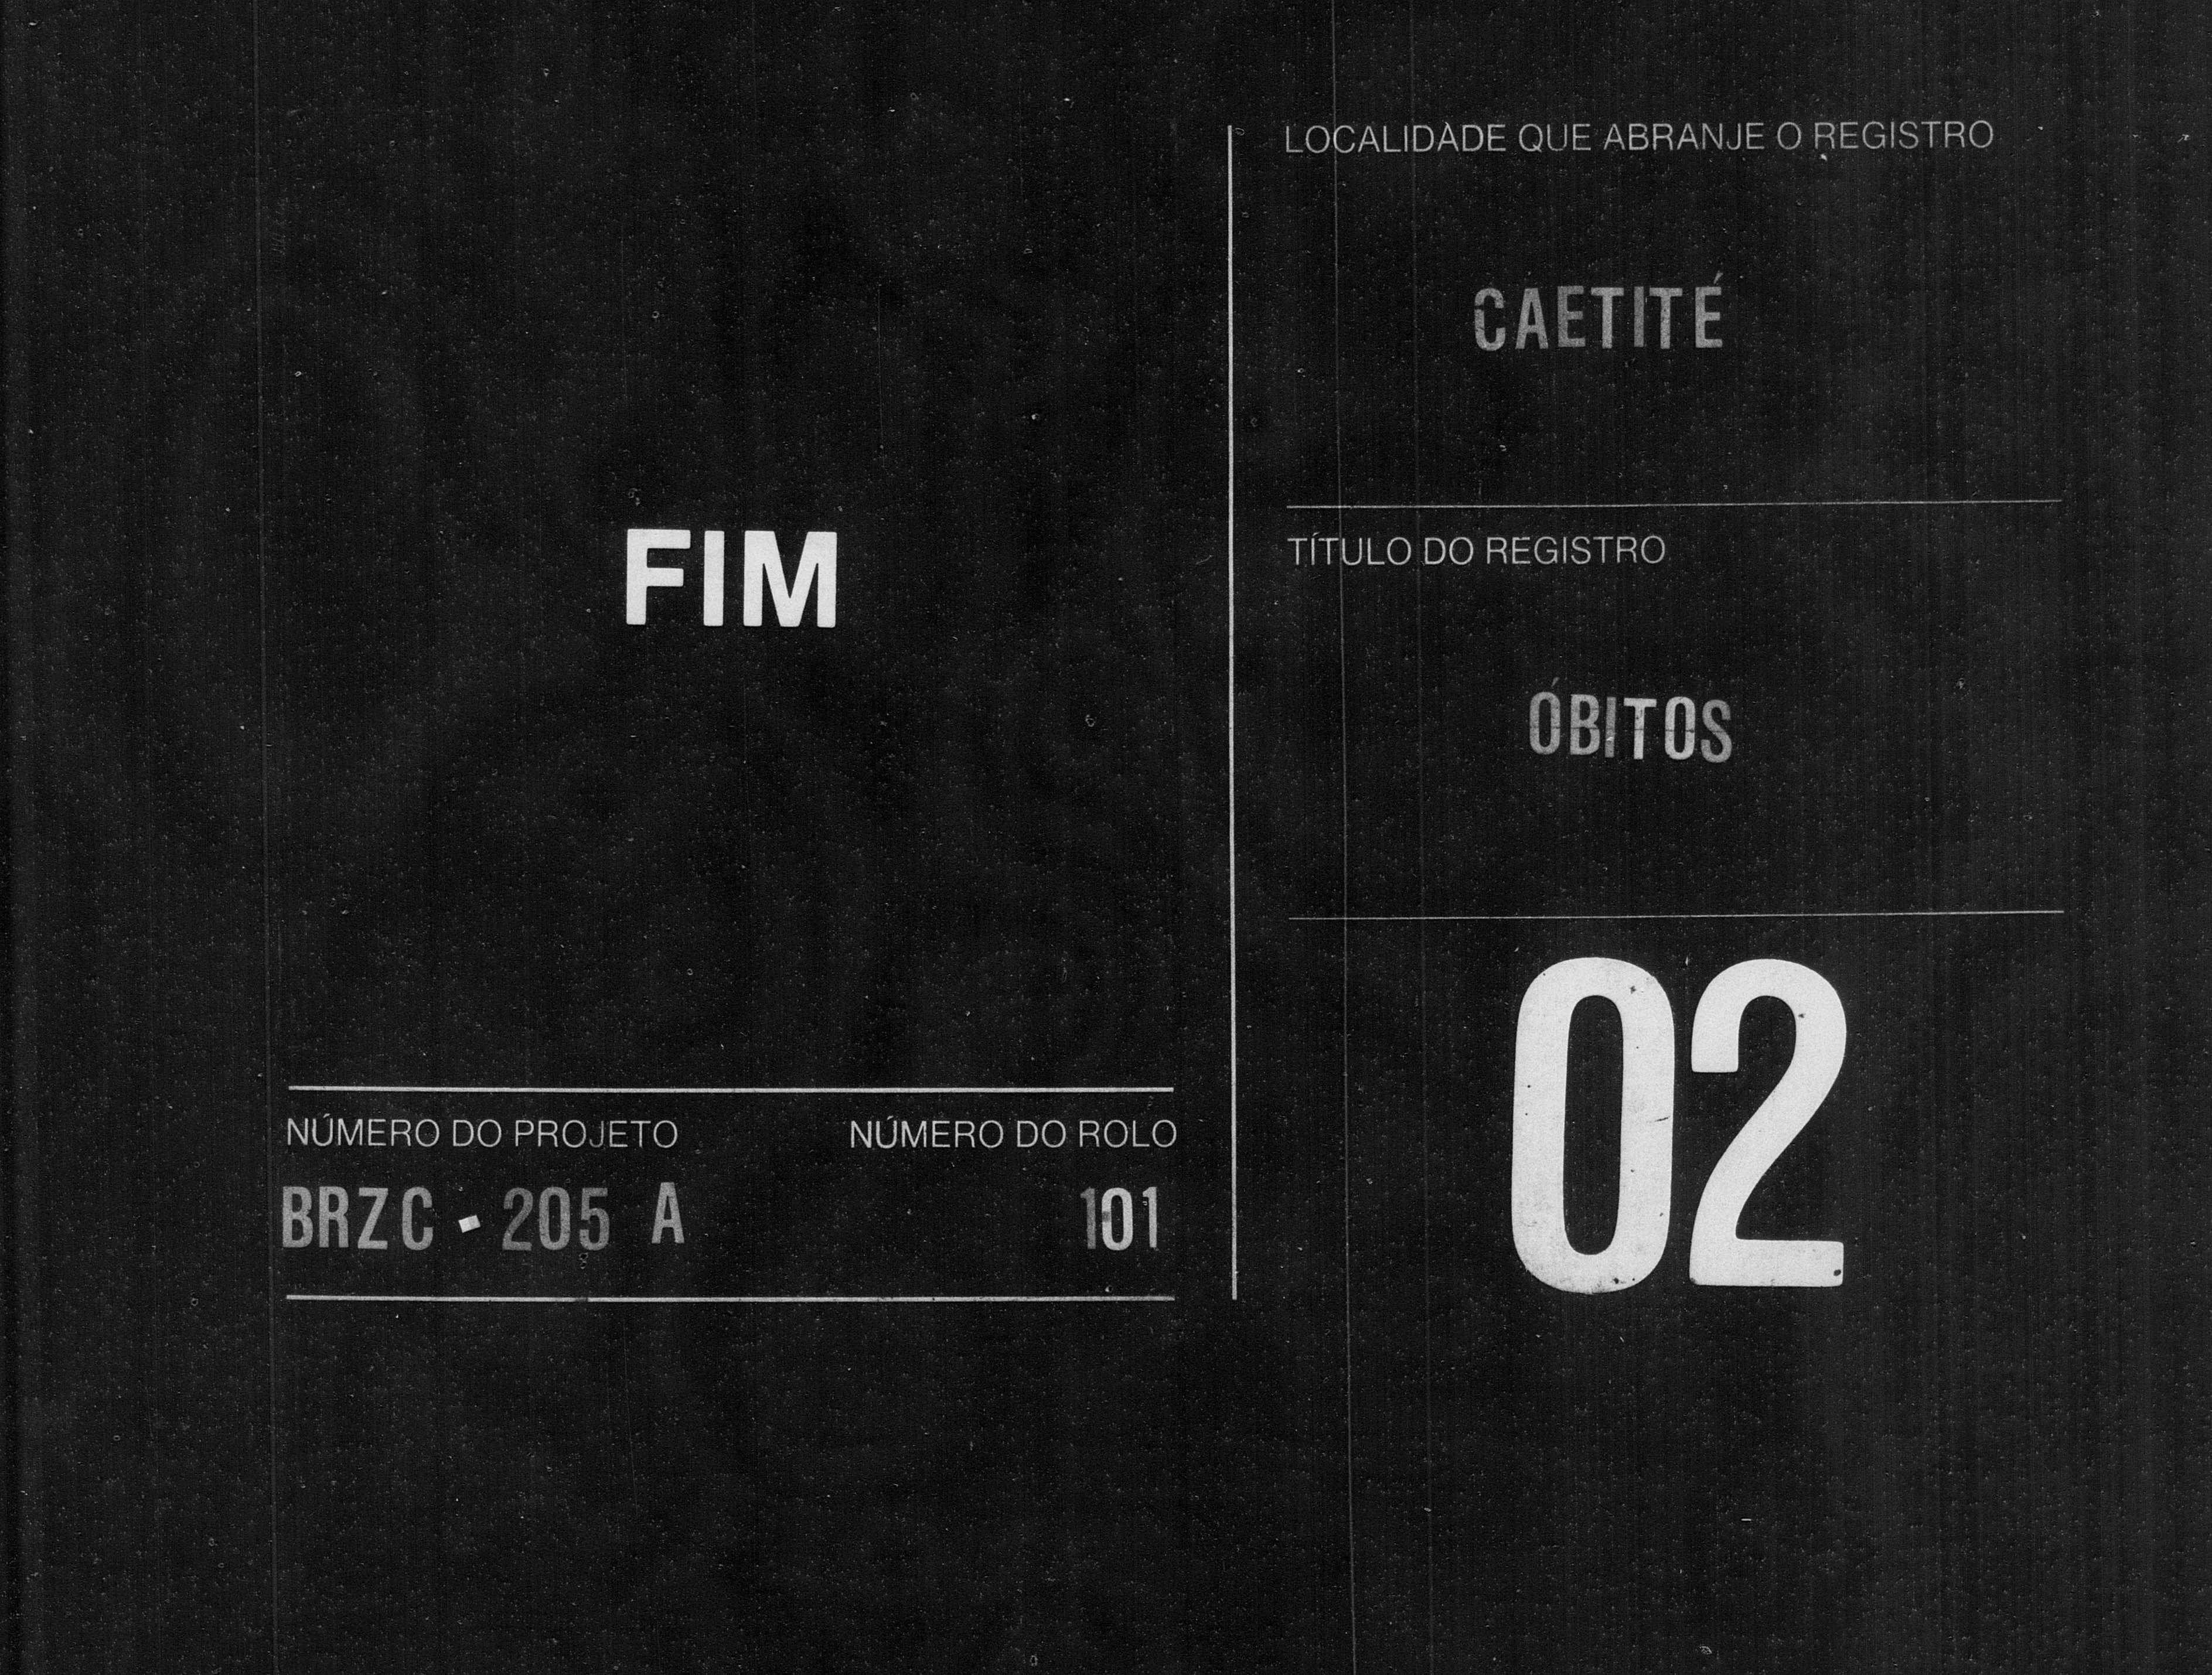 FIM
NÚMERO DO PROJETO
BRZC · 205 A
NÚMERO DO ROLO
101
LOCALIDADE QUE ABRANJE O REGISTRO
CAETITÉ
TÍTULO DO REGISTRO
ÓBITOS
02